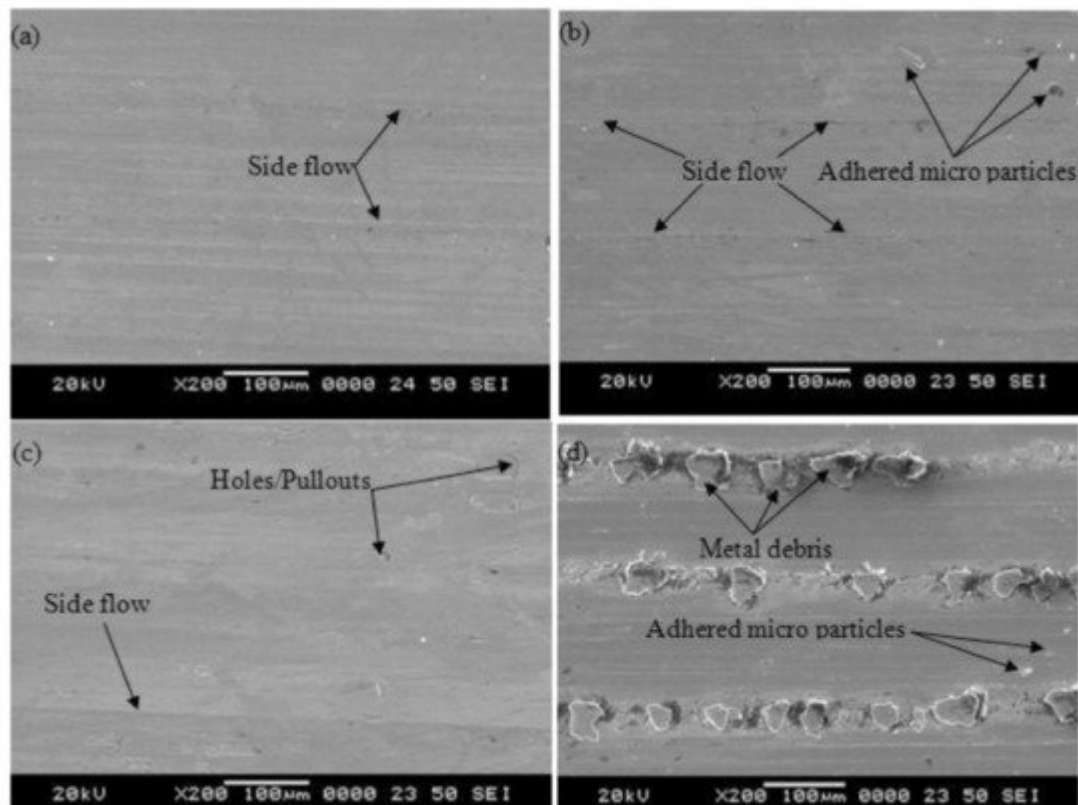 (a)
Side flow
20kV X200 100µm 0000 24 50 SEI
(b)
Side flow
Adhered micro particles
20kV X200 100µm 0000 23 50 SEI
(c)
Holes/Pullouts
Side flow
20kV X200 100µm 0000 23 50 SEI
(d)
Metal debris
Adhered micro particles
20kV X200 100µm 0000 23 50 SEI